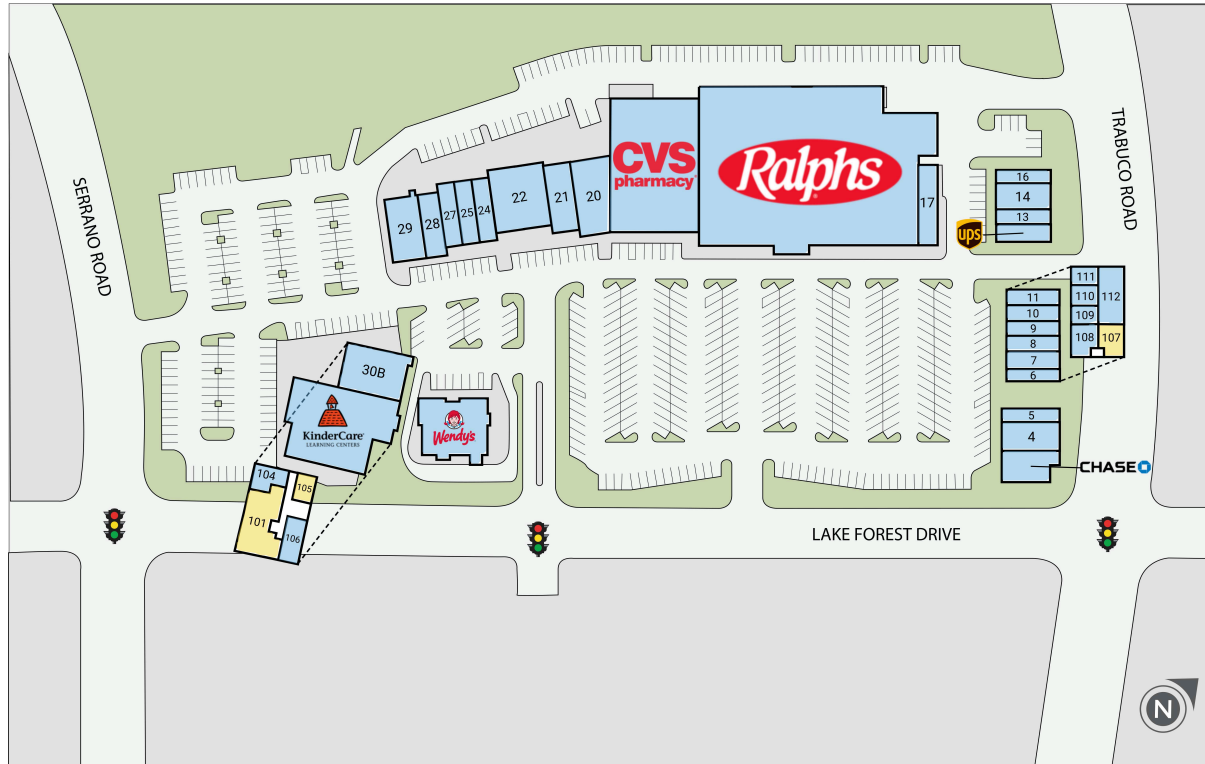 SERRANO ROAD
TRABUCO ROAD
LAKE FOREST DRIVE
CVS
pharmacy
Ralphs
17
16
14
13
ups
29
28
27
25
24
22
21
20
11
10
9
8
7
6
111
110
109
108
112
107
5
4
CHASE
30B
KinderCare
LEARNING CENTERS
Wendy's
104
105
101
106
N